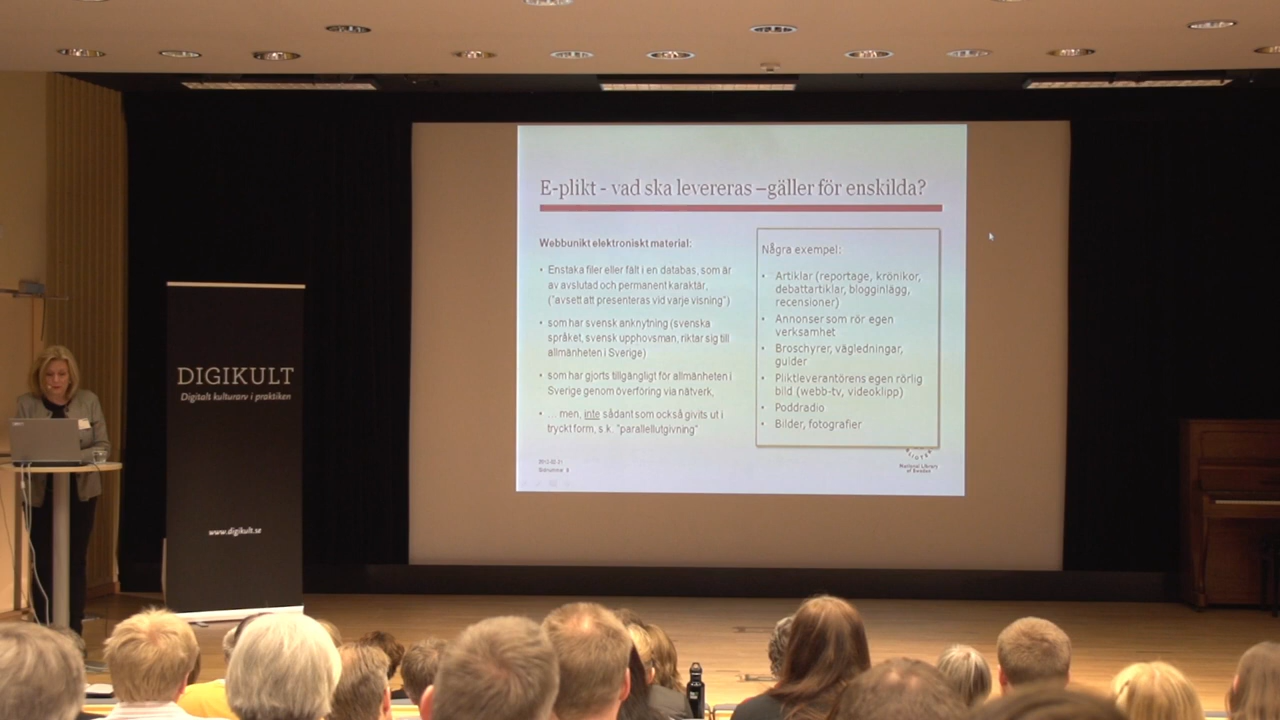 E-plikt - vad ska levereras –gäller för enskilda?
Webbunikt elektroniskt material:
• Enstaka filer eller fält i en databas, som är
av avslutad och permanent karaktär,
("avsett att presenteras vid varje visning")
• som har svensk anknytning (svenska
språket, svensk upphovsman, riktar sig till
allmänheten i Sverige)
• som har gjorts tillgängligt för allmänheten i
Sverige genom överföring via nätverk,
• ... men, inte sådant som också givits ut i
tryckt form, s.k. "parallellutgivning"
Några exempel:
• Artiklar (reportage, krönikor,
debattartiklar, blogginlägg,
recensioner)
• Annonser som rör egen
verksamhet
• Broschyrer, vägledningar,
guider
• Pliktleverantörens egen rörlig
bild (webb-tv, videoklipp)
• Poddradio
• Bilder, fotografier
National Library
of Sweden
DIGIKULT
Digitalt kulturarv i praktiken
www.digikult.se